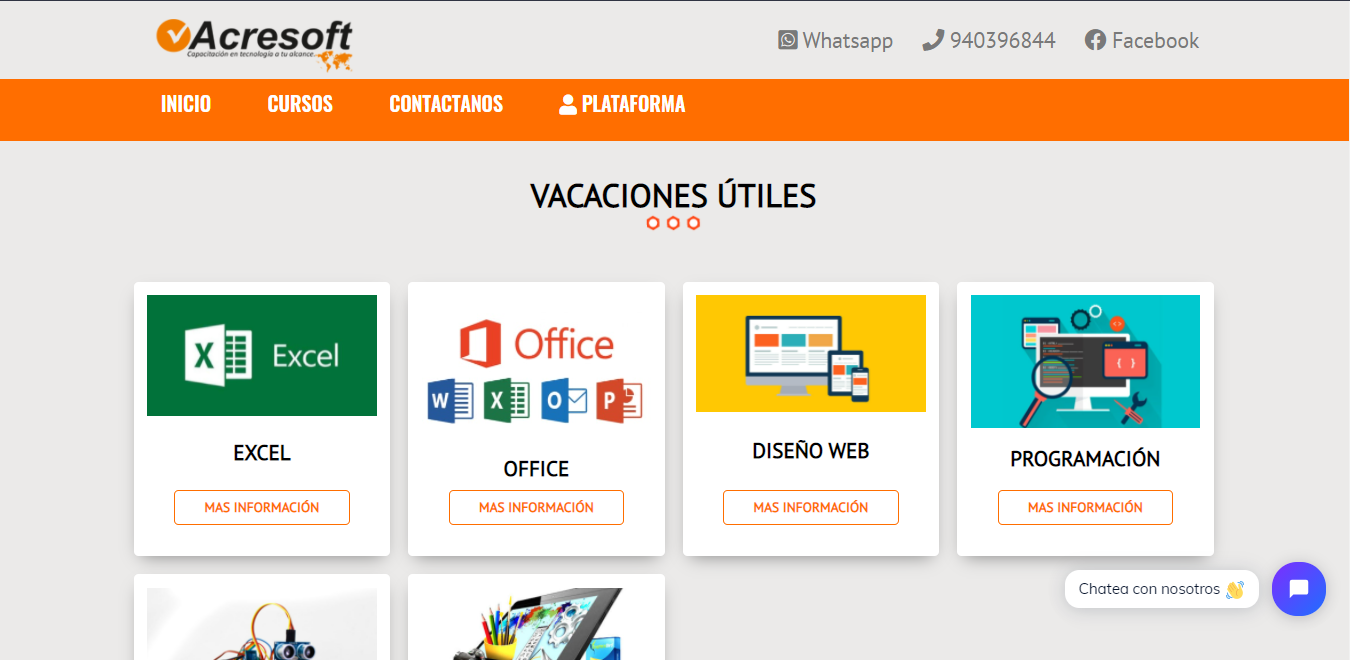 Acresoft
Capacitación en tecnología a tu alcance...
Whatsapp 940396844 Facebook
INICIO CURSOS CONTACTANOS PLATAFORMA
VACACIONES ÚTILES
X Excel
Office
W X O P
EXCEL
OFFICE
DISEÑO WEB
PROGRAMACIÓN
MAS INFORMACIÓN MAS INFORMACIÓN MAS INFORMACIÓN MAS INFORMACIÓN
Chatea con nosotros 👋